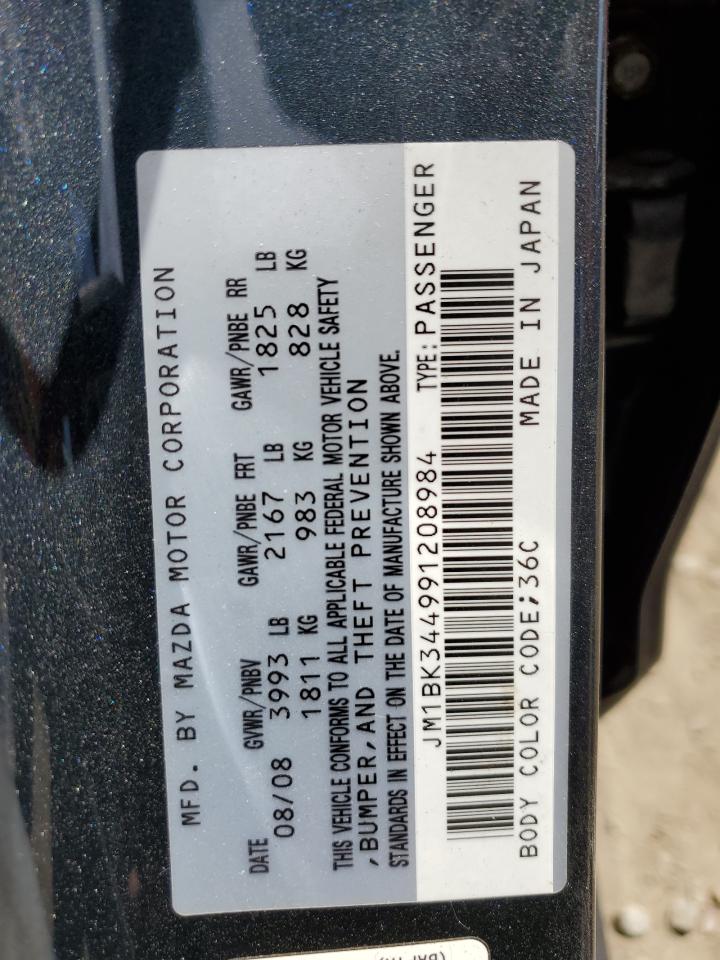 MFD. BY MAZDA MOTOR CORPORATION
DATE GVWR/PNBV GAWR/PNBE FRT GAWR/PNBE RR
08/08 3993 LB 2167 LB 1825 LB
1811 KG 983 KG 828 KG
THIS VEHICLE CONFORMS TO ALL APPLICABLE FEDERAL MOTOR VEHICLE SAFETY
,BUMPER,AND THEFT PREVENTION
STANDARDS IN EFFECT ON THE DATE OF MANUFACTURE SHOWN ABOVE.
JM1BK344991208984 TYPE: PASSENGER
BODY COLOR CODE;36C MADE IN JAPAN